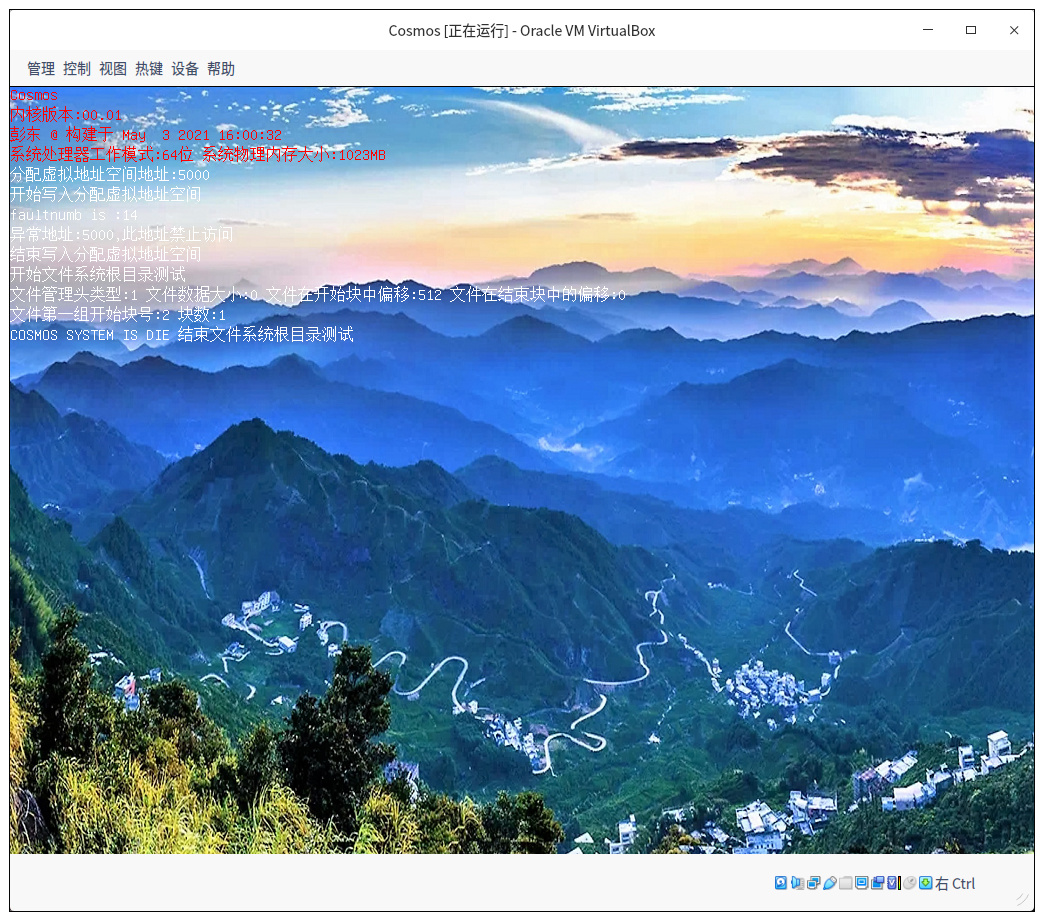 Cosmos [正在运行] - Oracle VM VirtualBox
管理 控制 视图 热键 设备 帮助
Cosmos
内核版本:00.01
彭东 @ 构建于 May  3 2021 16:00:32
系统处理器工作模式:64位 系统物理内存大小:1023MB
分配虚拟地址空间地址:5000
开始写入分配虚拟地址空间
faultnumb is :14
异常地址:5000,此地址禁止访问
结束写入分配虚拟地址空间
开始文件系统根目录测试
文件管理头类型:1 文件数据大小:0 文件在开始块中偏移:512 文件在结束块中的偏移:0
文件第一组开始块号:2 块数:1
COSMOS SYSTEM IS DIE 结束文件系统根目录测试
右 Ctrl